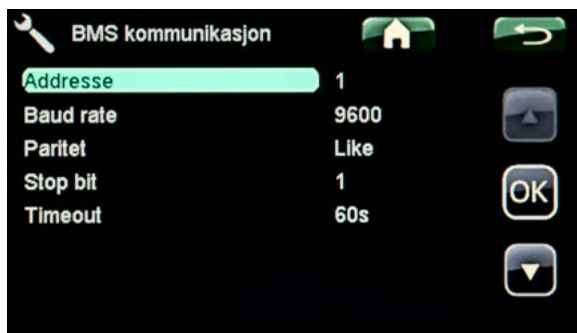 BMS kommunikasjon
Addresse 1
Baud rate 9600
Paritet Like
Stop bit 1
OK
Timeout 60s